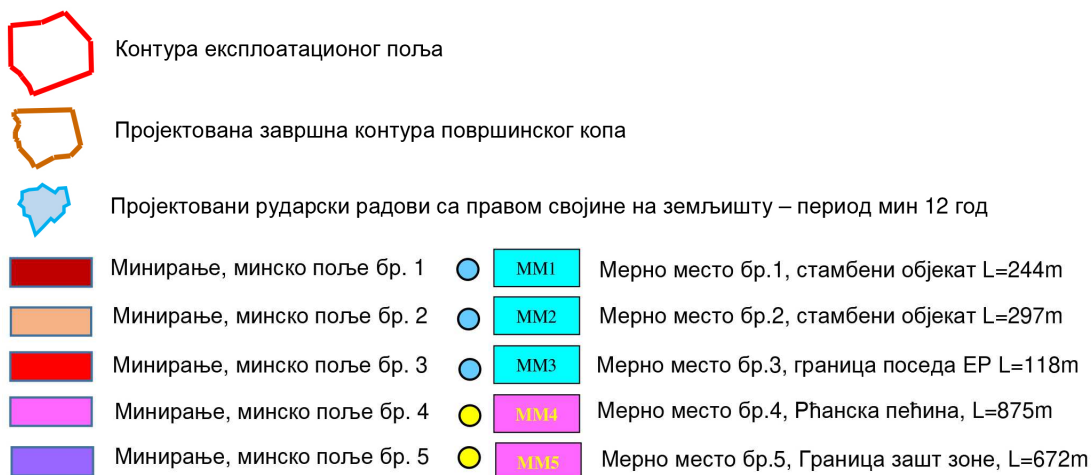 Контура експлоатационог поља
Пројектована завршна контура површинског копа
Пројектовани рударски радови са правом својине на земљишту – период мин 12 год
Минирање, минско поље бр. 1 MM1 Мерно место бр.1, стамбени објекат L=244m
Минирање, минско поље бр. 2 MM2 Мерно место бр.2, стамбени објекат L=297m
Минирање, минско поље бр. 3 MM3 Мерно место бр.3, граница поседа ЕР L=118m
Минирање, минско поље бр. 4 MM4 Мерно место бр.4, Рћанска пећина, L=875m
Минирање, минско поље бр. 5 MM5 Мерно место бр.5, Граница зашт зоне, L=672m